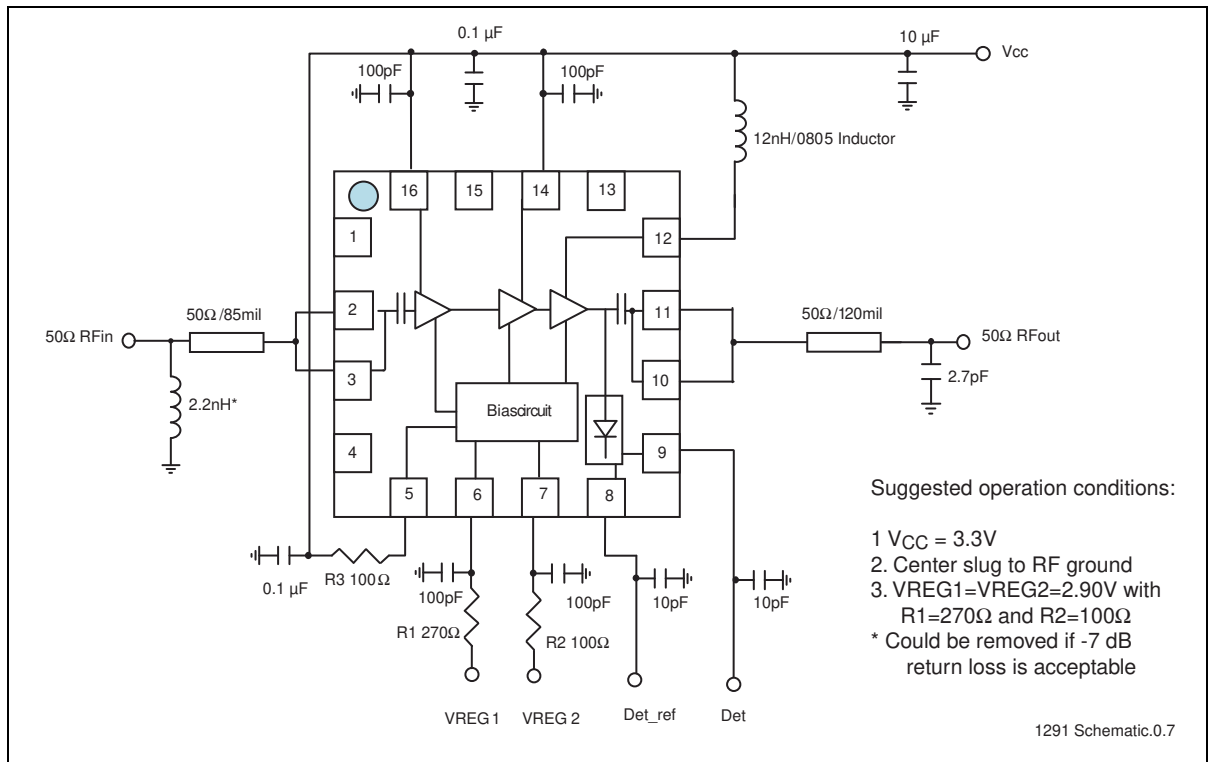 0.1 µF
10 µF
Vcc
100pF
100pF
12nH/0805 Inductor
16
15
14
13
1
12
2
11
50Ω/85mil
50Ω/120mil
50Ω RFin
50Ω RFout
3
10
2.7pF
2.2nH*
Biascircuit
4
9
5
6
7
8
Suggested operation conditions:
1 VCC = 3.3V
2. Center slug to RF ground
3. VREG1=VREG2=2.90V with
R1=270Ω and R2=100Ω
* Could be removed if -7 dB
return loss is acceptable
0.1 µF
R3 100Ω
100pF
100pF
10pF
10pF
R1 270Ω
R2 100Ω
VREG 1
VREG 2
Det_ref
Det
1291 Schematic.0.7